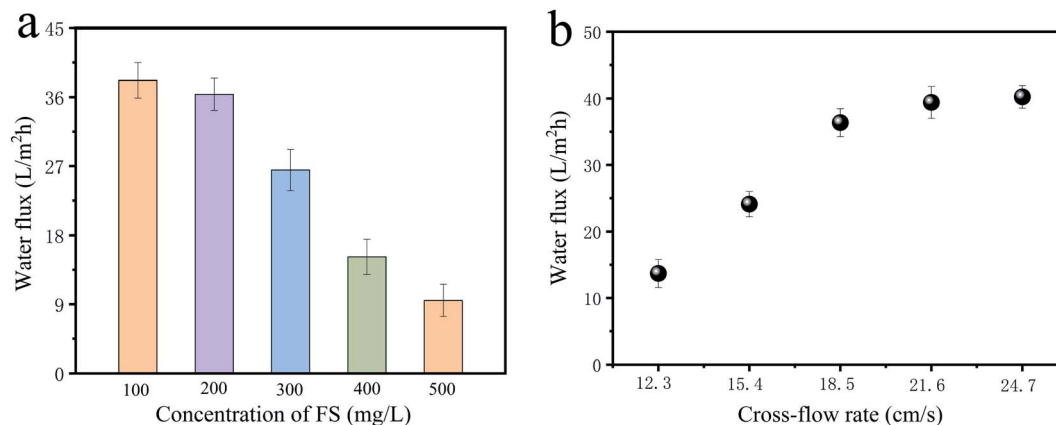 a
45
36
27
18
9
0
Water flux (L/m²h)
100 200 300 400 500
Concentration of FS (mg/L)
b
50
40
30
20
10
0
Water flux (L/m²h)
12.3 15.4 18.5 21.6 24.7
Cross-flow rate (cm/s)